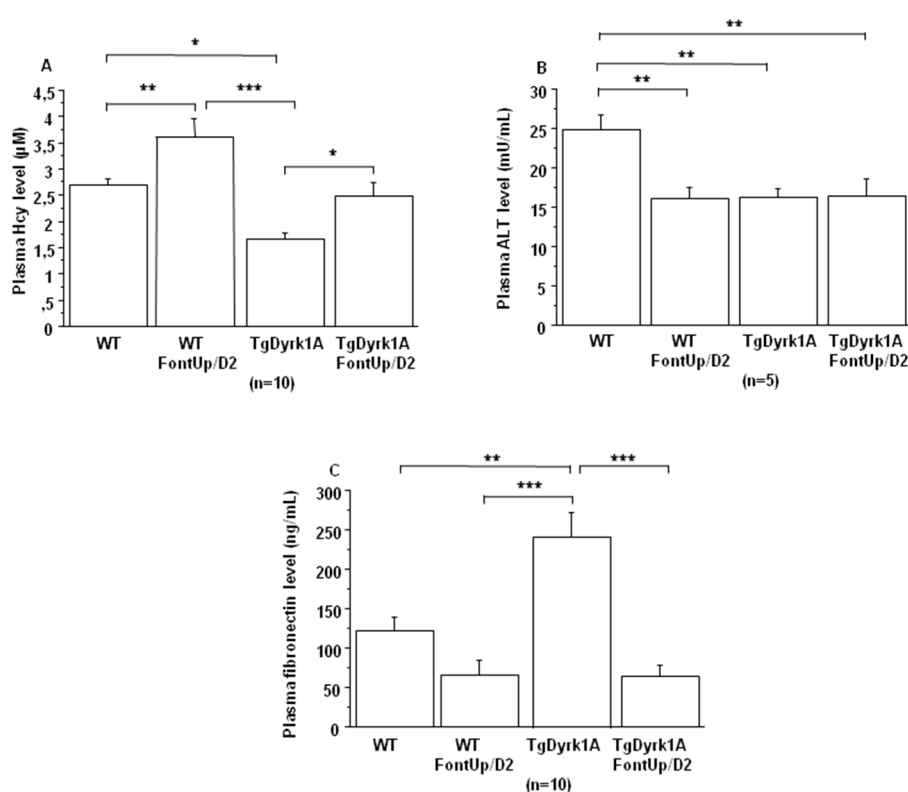 **
*
**
A
B
**
***
**
4,5
4
3,5
3
2,5
2
1,5
1
,5
0
*
Plasma Hcy level (µM)
WT
WT
FontUp/D2
TgDyrk1A
TgDyrk1A
FontUp/D2
(n=10)
30
25
20
15
10
5
0
Plasma ALT level (mU/mL)
WT
WT
FontUp/D2
TgDyrk1A
TgDyrk1A
FontUp/D2
(n=5)
C
**
***
***
300
250
200
150
100
50
0
Plasma fibronectin level (ng/mL)
WT
WT
FontUp/D2
TgDyrk1A
TgDyrk1A
FontUp/D2
(n=10)